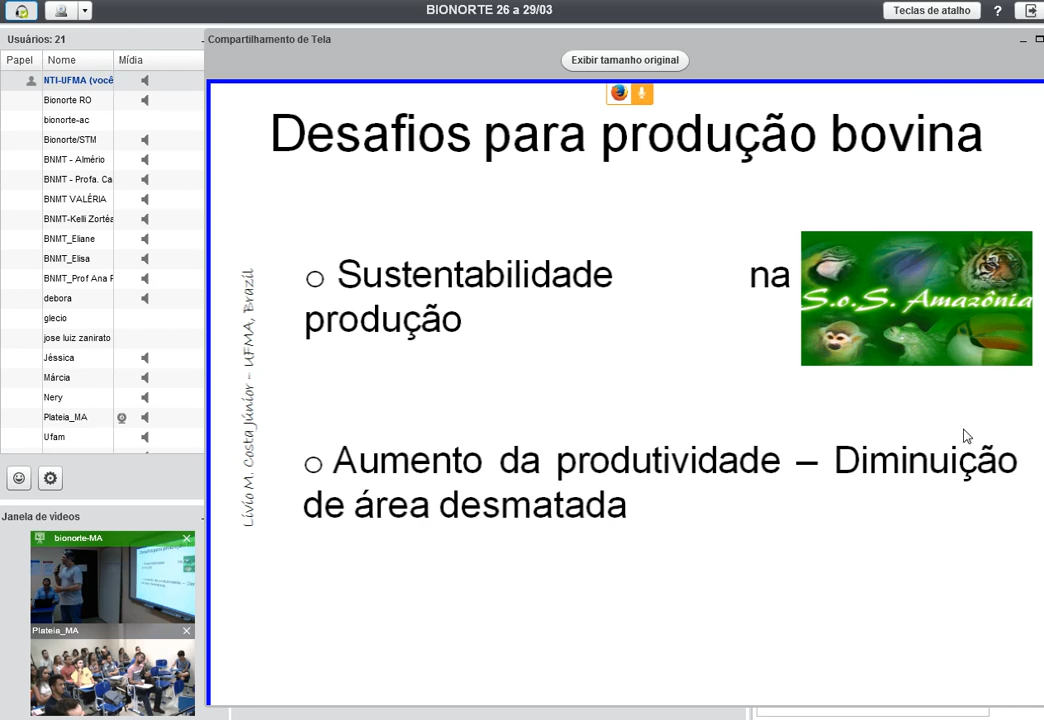 BIONORTE 26 a 29/03
Teclas de atalho
?
Usuários: 21
Compartilhamento de Tela
Papel Nome Mídia
Exibir tamanho original
NTI-UFMA (você
Bionorte RO
bionorte-ac
Bionorte/STM
BNMT - Almério
BNMT - Profa. Ca
BNMT VALÉRIA
BNMT-Kelli Zortéa
BNMT_Eliane
BNMT_Elisa
BNMT_Prof Ana F
debora
glecio
jose luiz zanirato
Jéssica
Márcia
Nery
Plateia_MA
Ufam
Janela de videos
bionorte-MA
Plateia_MA
Desafios para produção bovina
Sustentabilidade na
produção
S.o.S. Amazônia
Aumento da produtividade – Diminuição
de área desmatada
Lívio M. Costa Júnior – UFMA, Brazil